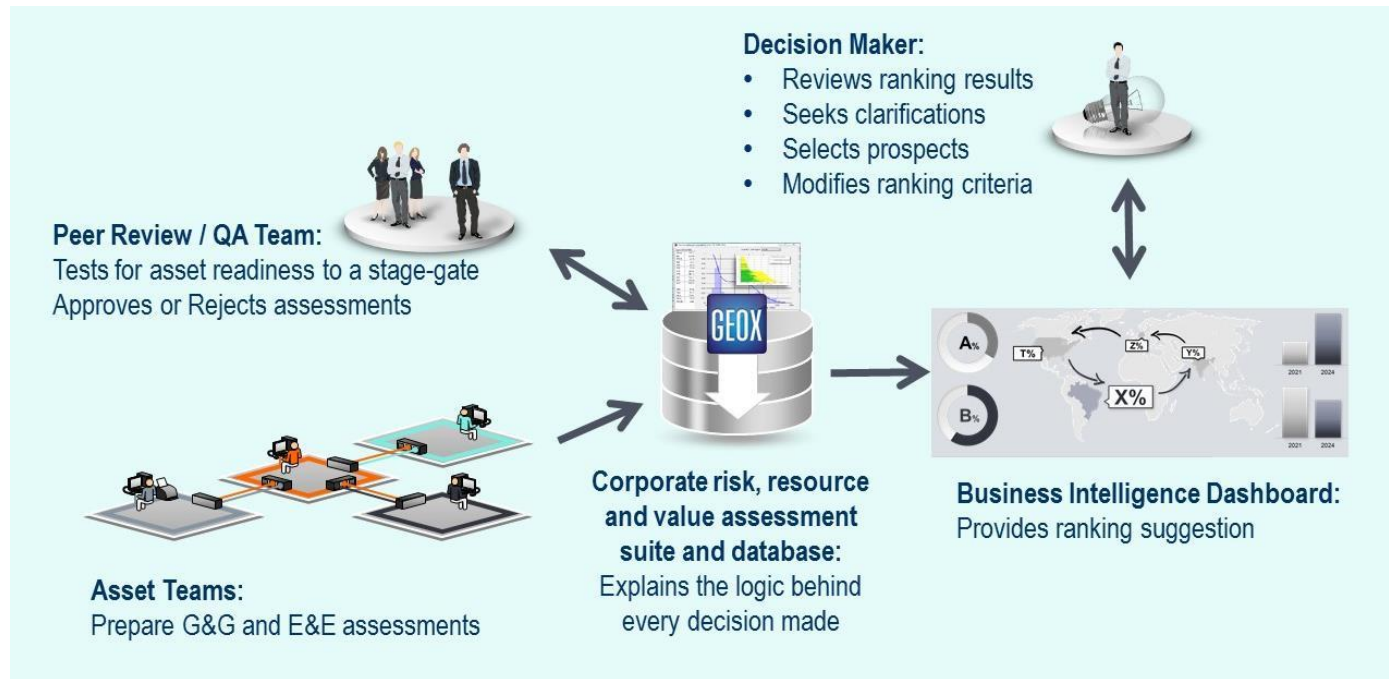 Decision Maker:
• Reviews ranking results
• Seeks clarifications
• Selects prospects
• Modifies ranking criteria
Peer Review / QA Team:
Tests for asset readiness to a stage-gate
Approves or Rejects assessments
GEOX
A%
B%
T%
Z%
Y%
X%
2021
2024
2021
2024
Corporate risk, resource
and value assessment
suite and database:
Explains the logic behind
every decision made
Business Intelligence Dashboard:
Provides ranking suggestion
Asset Teams:
Prepare G&G and E&E assessments